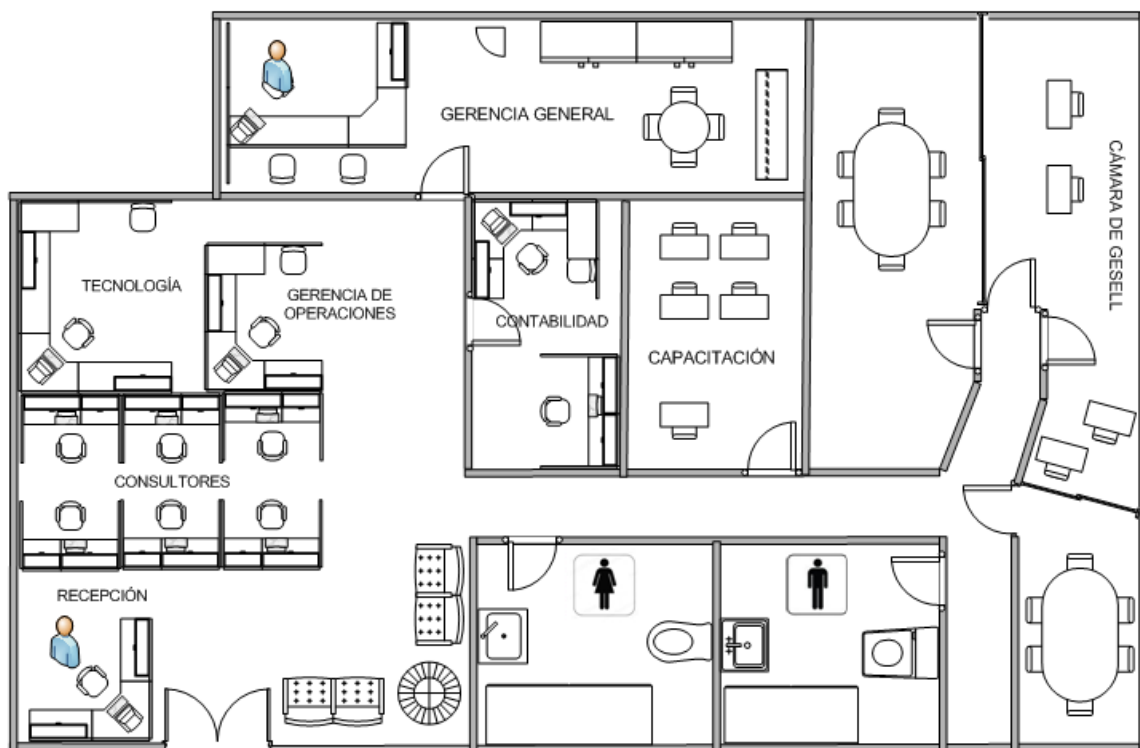 GERENCIA GENERAL
CÁMARA DE GESELL
TECNOLOGÍA
GERENCIA DE
OPERACIONES
CONTABILIDAD
CAPACITACIÓN
CONSULTORES
RECEPCIÓN